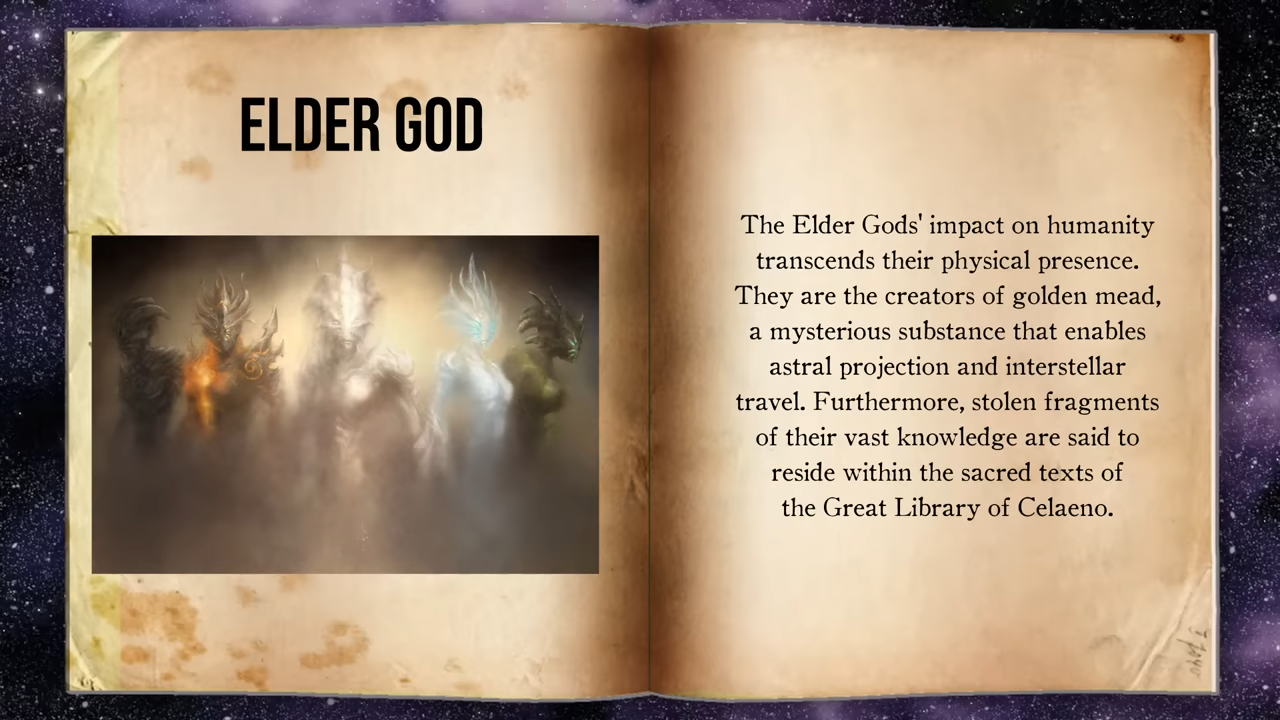 ELDER GOD
The Elder Gods' impact on humanity
transcends their physical presence.
They are the creators of golden mead,
a mysterious substance that enables
astral projection and interstellar
travel. Furthermore, stolen fragments
of their vast knowledge are said to
reside within the sacred texts of
the Great Library of Celaeno.